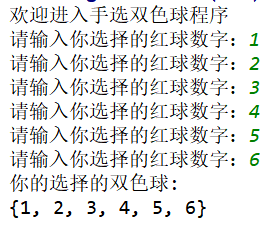 欢迎进入手选双色球程序
请输入你选择的红球数字：1
请输入你选择的红球数字：2
请输入你选择的红球数字：3
请输入你选择的红球数字：4
请输入你选择的红球数字：5
请输入你选择的红球数字：6
你的选择的双色球:
{1, 2, 3, 4, 5, 6}